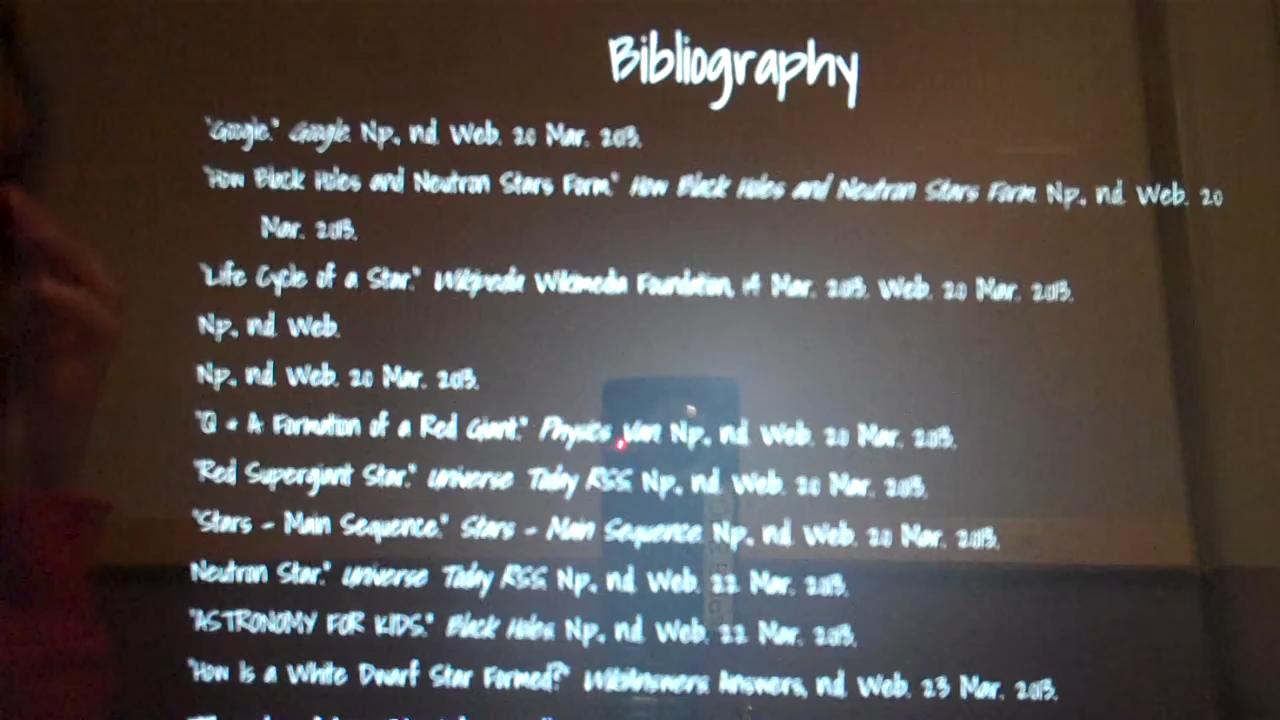 Bibliography
"Google." Google. N.p., n.d. Web. 20 Mar. 2013.
"How Black Holes and Neutron Stars Form." How Black Holes and Neutron Stars Form. N.p., n.d. Web. 20
Mar. 2013.
"Life Cycle of a Star." Wikipedia. Wikimedia Foundation, 14 Mar. 2013. Web. 20 Mar. 2013.
N.p., n.d. Web.
N.p., n.d. Web. 20 Mar. 2013.
"Q & A: Formation of a Red Giant." Physics Van. N.p., n.d. Web. 20 Mar. 2013.
"Red Supergiant Star." Universe Today RSS. N.p., n.d. Web. 20 Mar. 2013.
"Stars - Main Sequence." Stars - Main Sequence. N.p., n.d. Web. 20 Mar. 2013.
Neutron Star." Universe Today RSS. N.p., n.d. Web. 22 Mar. 2013.
"ASTRONOMY FOR KIDS." Black Holes. N.p., n.d. Web. 22 Mar. 2013.
"How Is a White Dwarf Star Formed?" WikiAnswers. Answers, n.d. Web. 23 Mar. 2013.